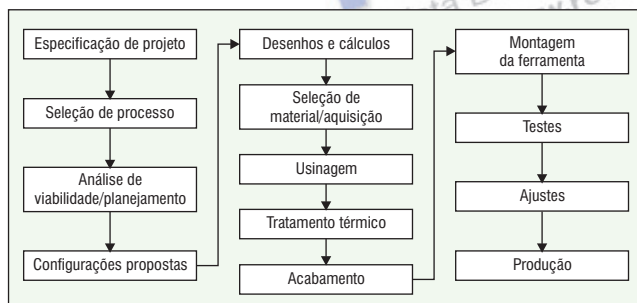 Especificação de projeto
Seleção de processo
Análise de
viabilidade/planejamento
Configurações propostas
Desenhos e cálculos
Seleção de
material/aquisição
Usinagem
Tratamento térmico
Acabamento
Montagem
da ferramenta
Testes
Ajustes
Produção